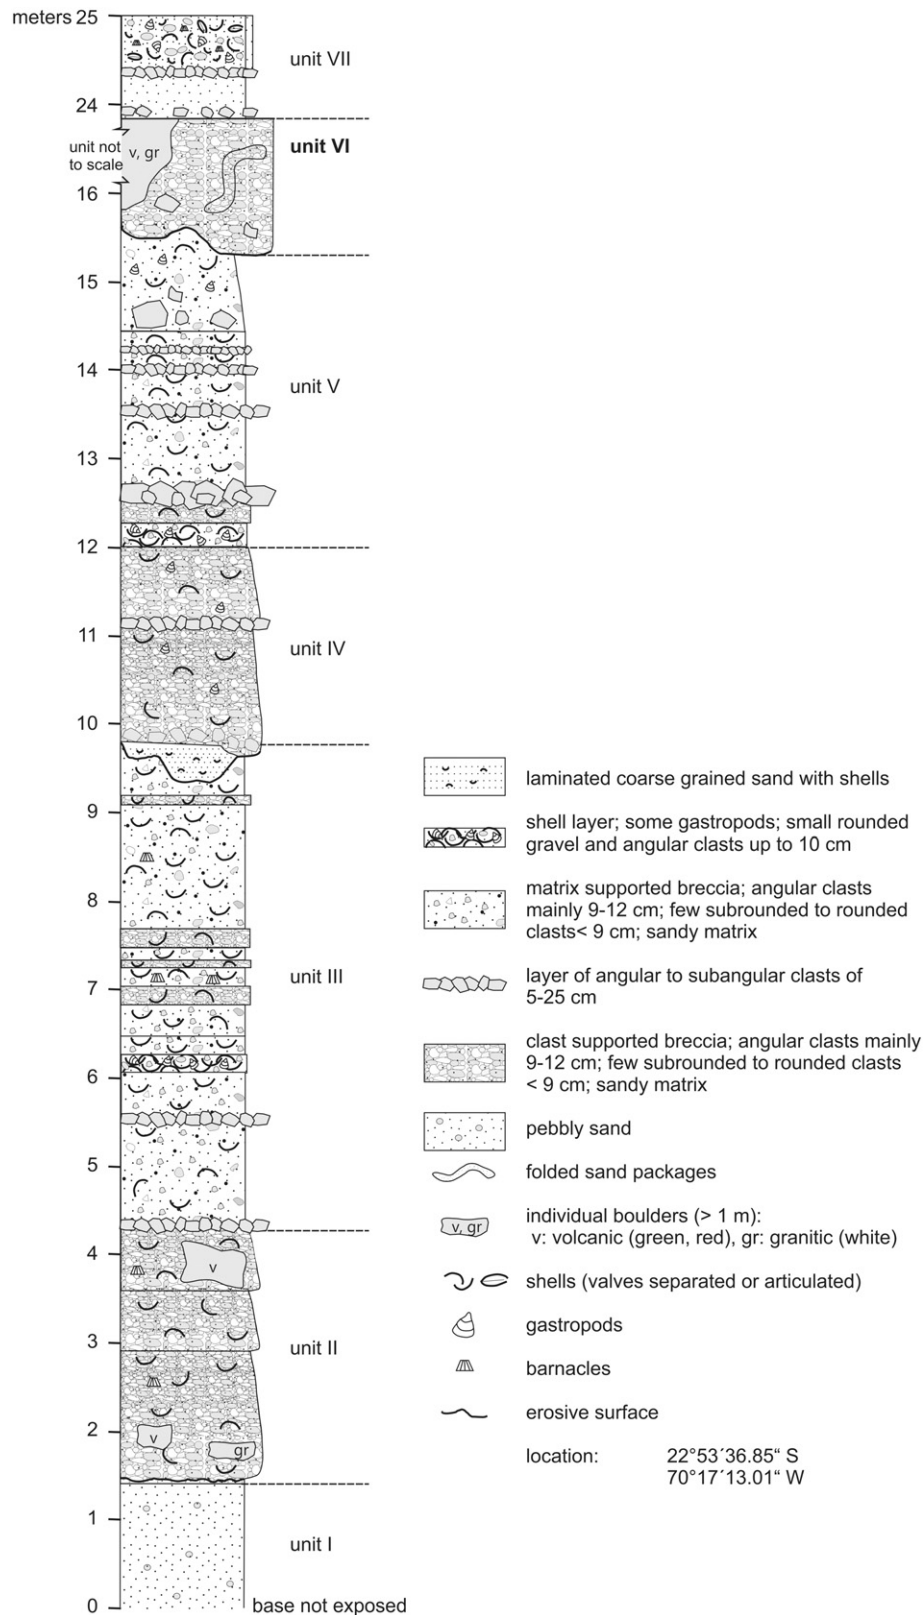 meters 25
unit VII
24
unit not
to scale
v, gr
unit VI
16
15
14
unit V
13
12
11
unit IV
10
9
8
unit III
7
6
5
4
v
3
unit II
2
v
gr
1
unit I
0
base not exposed
laminated coarse grained sand with shells
shell layer; some gastropods; small rounded
gravel and angular clasts up to 10 cm
matrix supported breccia; angular clasts
mainly 9-12 cm; few subrounded to rounded
clasts< 9 cm; sandy matrix
layer of angular to subangular clasts of
5-25 cm
clast supported breccia; angular clasts mainly
9-12 cm; few subrounded to rounded clasts
< 9 cm; sandy matrix
pebbly sand
folded sand packages
v, gr
individual boulders (> 1 m):
v: volcanic (green, red), gr: granitic (white)
shells (valves separated or articulated)
gastropods
barnacles
erosive surface
location: 22°53´36.85“ S
70°17´13.01“ W